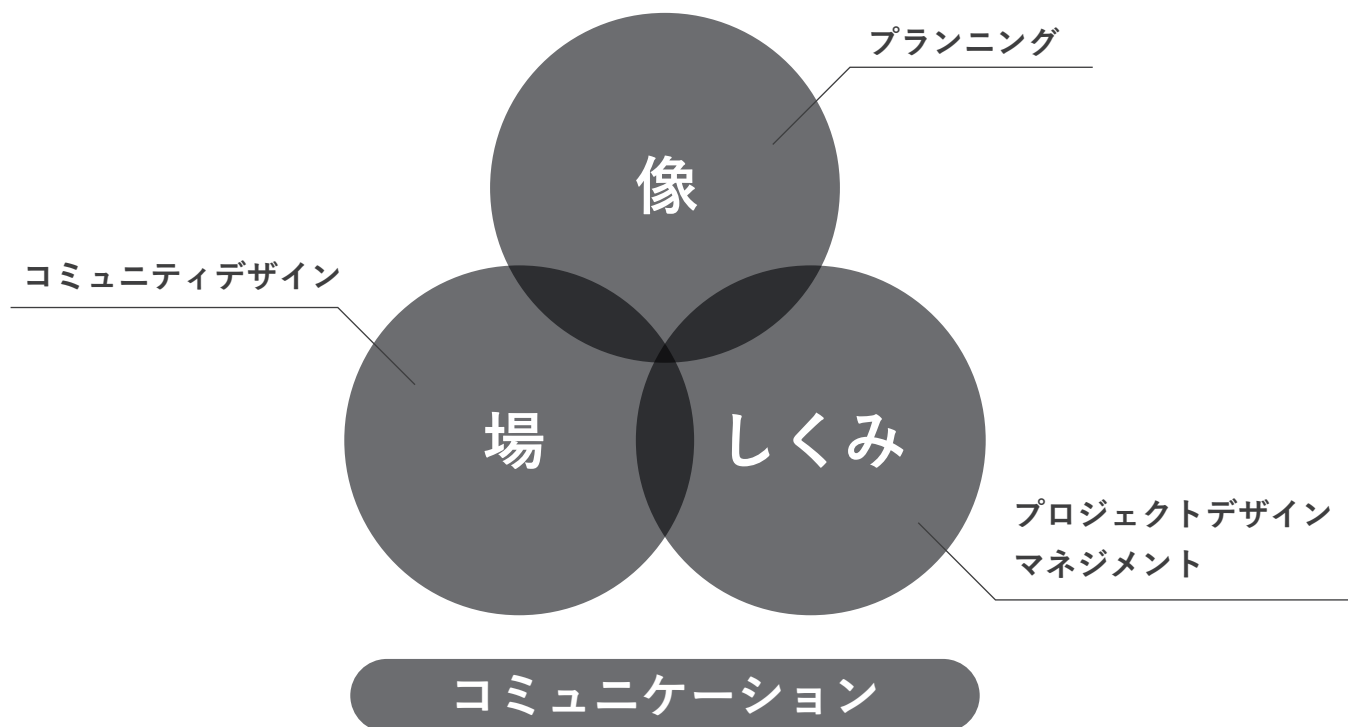 プランニング
像
コミュニティデザイン
場
しくみ
プロジェクトデザイン
マネジメント
コミュニケーション